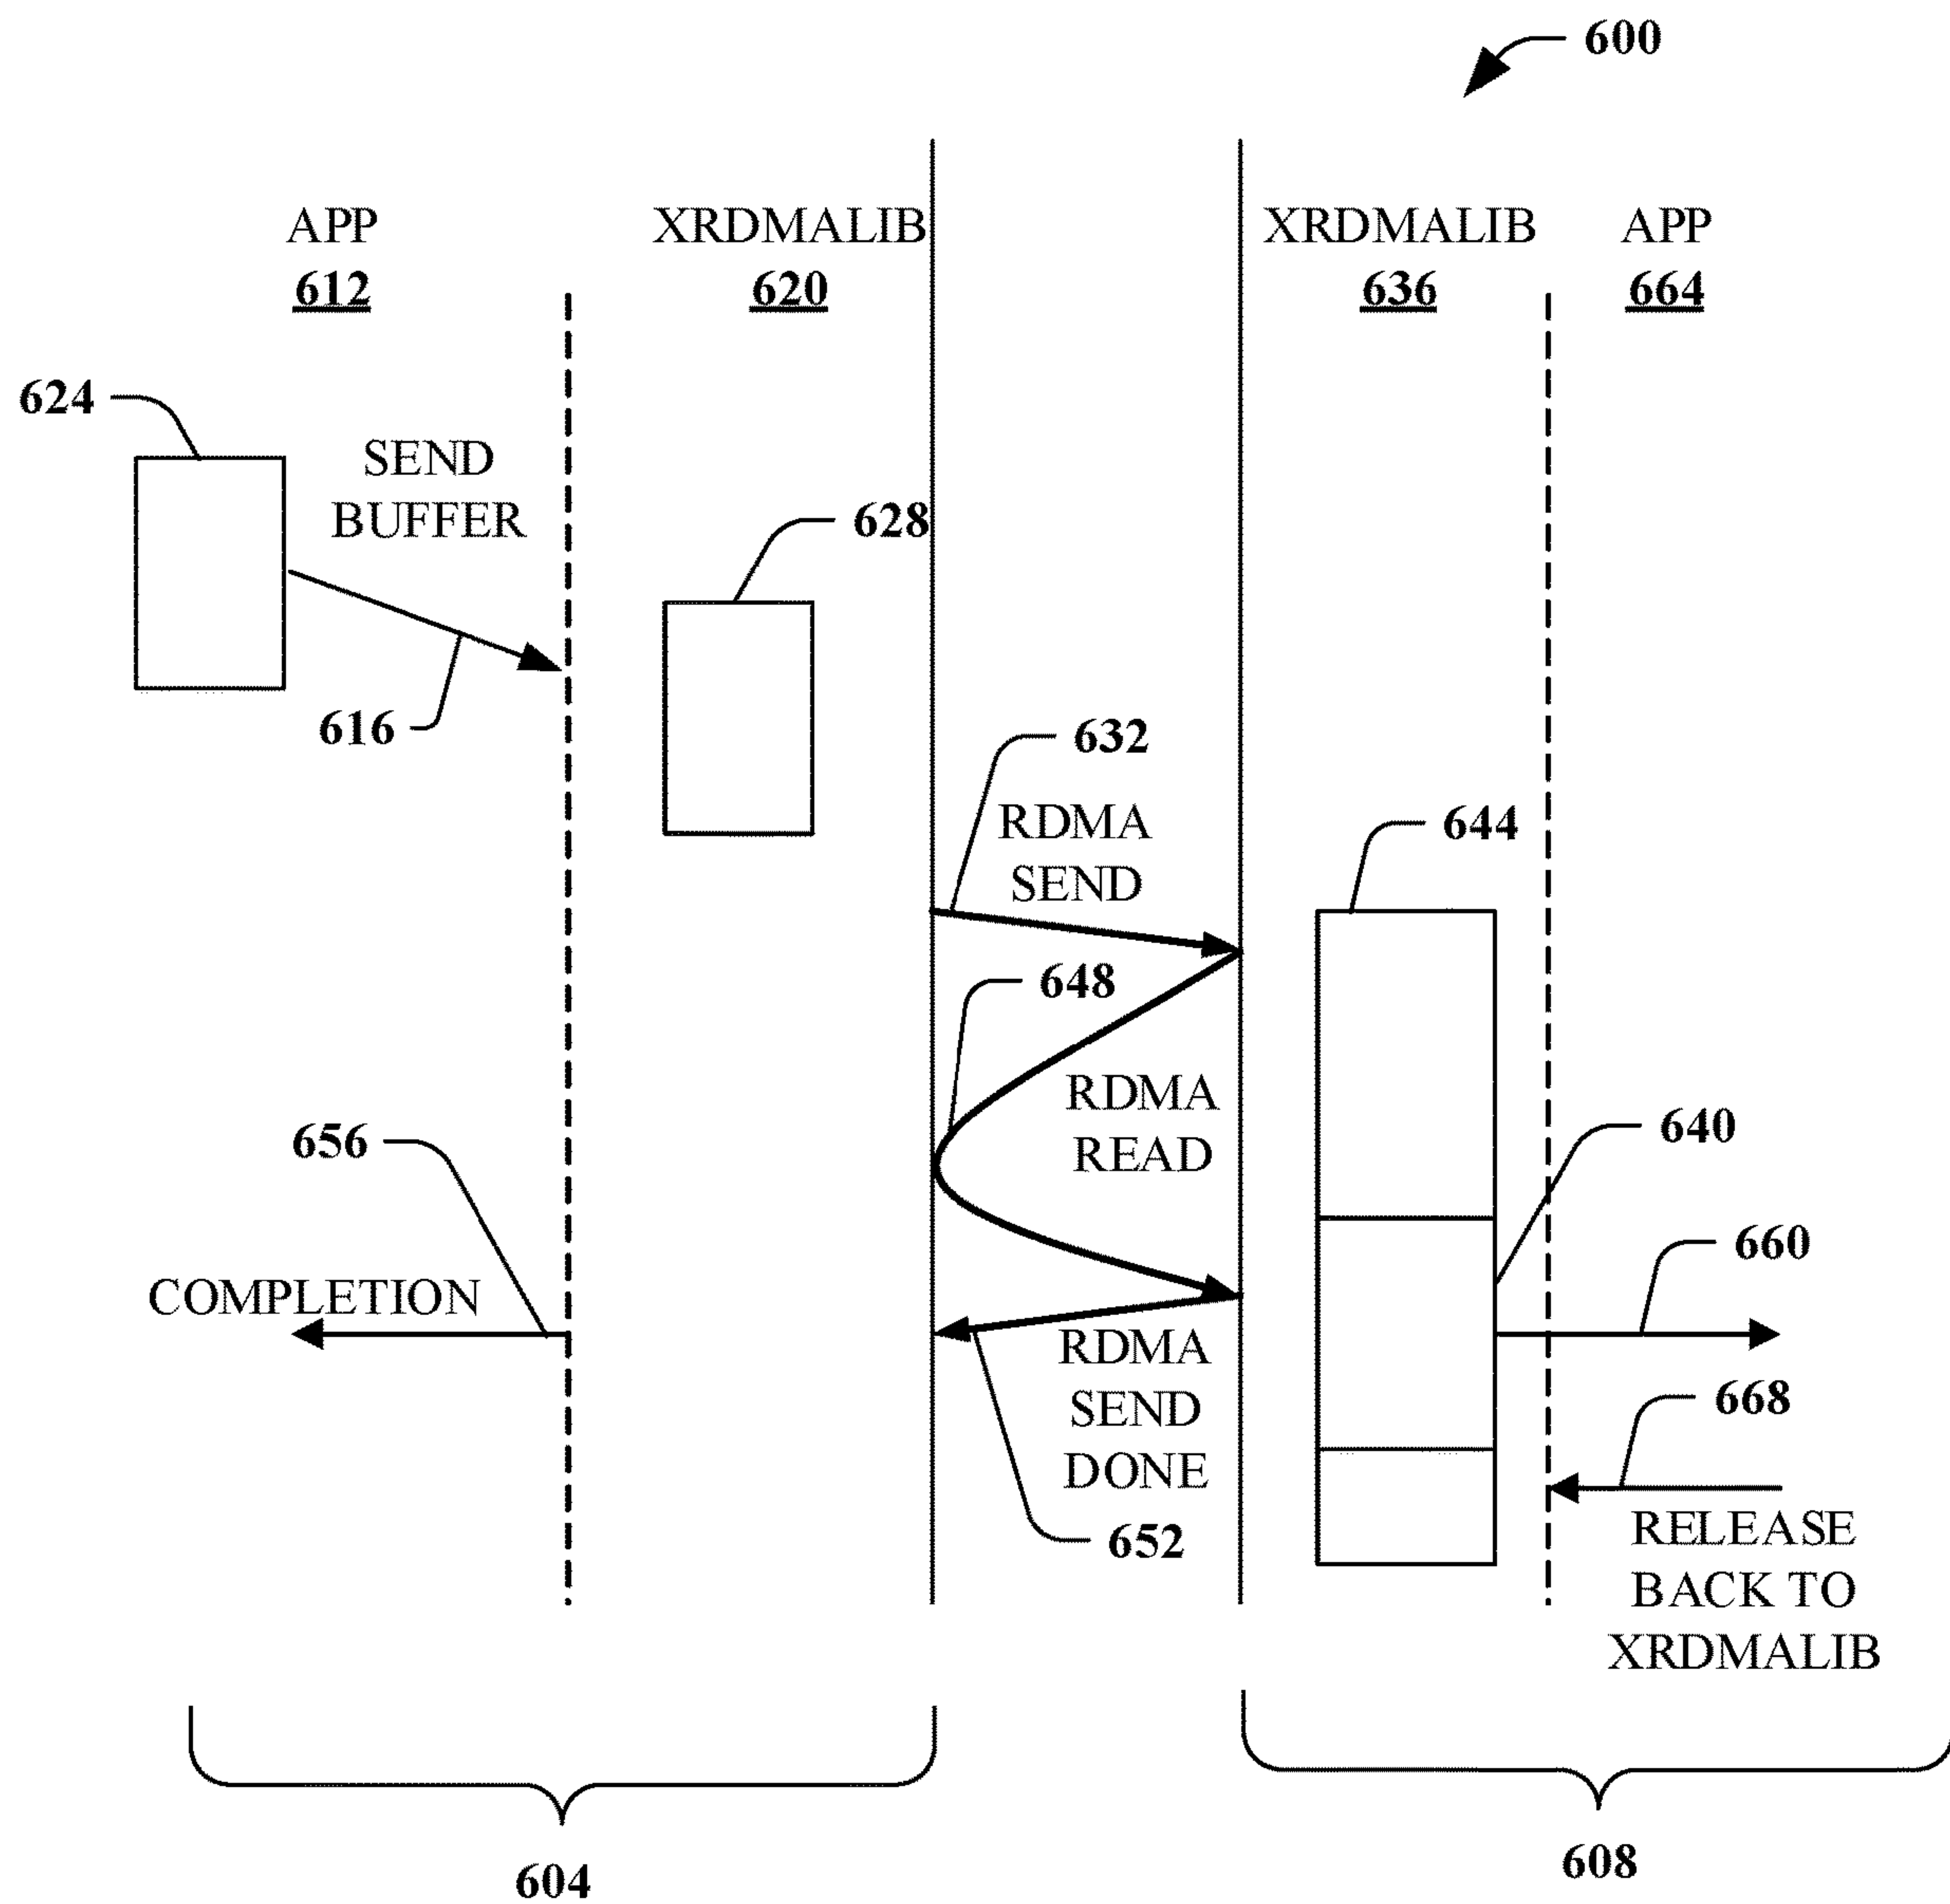 600
APP
612
XRDMALIB
620
XRDMALIB
636
APP
664
624
SEND
BUFFER
628
616
632
RDMA
SEND
644
648
RDMA
READ
640
656
660
COMPLETION
RDMA
SEND
DONE
668
652
RELEASE
BACK TO
XRDMALIB
604
608